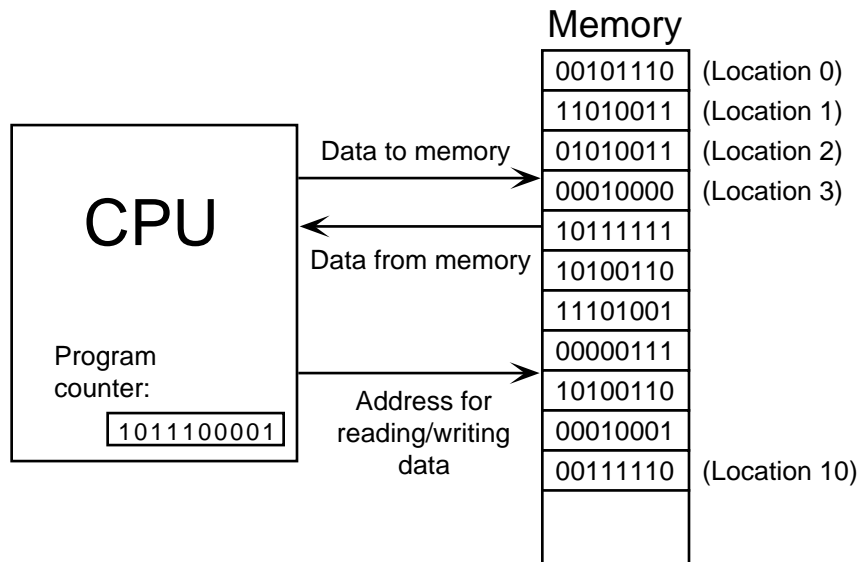 Memory
00101110 (Location 0)
11010011 (Location 1)
01010011 (Location 2)
00010000 (Location 3)
10111111
10100110
11101001
00000111
10100110
00010001
00111110 (Location 10)
Data to memory
Data from memory
Address for
reading/writing
data
CPU
Program
counter:
1011100001